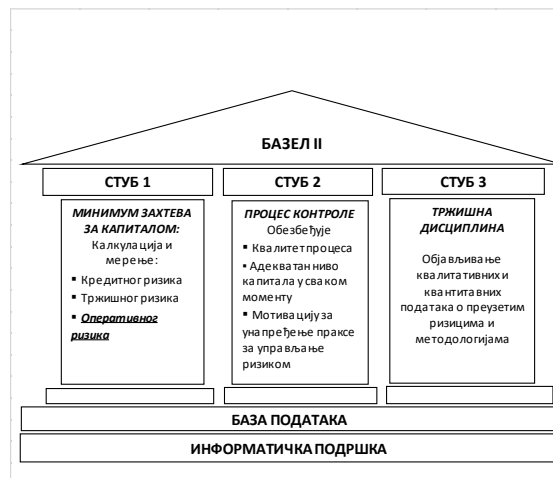 БАЗЕЛ II
СТУБ 1
СТУБ 2
СТУБ 3
МИНИМУМ ЗАХТЕВА
ЗА КАПИТАЛОМ:
Калкулација и
мерење:
▪ Кредитног ризика
▪ Тржишног ризика
▪ Оперативног
ризика
ПРОЦЕС КОНТРОЛЕ
Обезбеђује
▪ Квалитет процеса
▪ Адекватан ниво
капитала у сваком
моменту
▪ Мотивацију за
унапређење праксе
за управљање
ризиком
ТРЖИШНА
ДИСЦИПЛИНА
Објављивање
квалитативних и
квантитавних
података о преузетим
ризицима и
методологијама
БАЗА ПОДАТАКА
ИНФОРМАТИЧКА ПОДРШКА